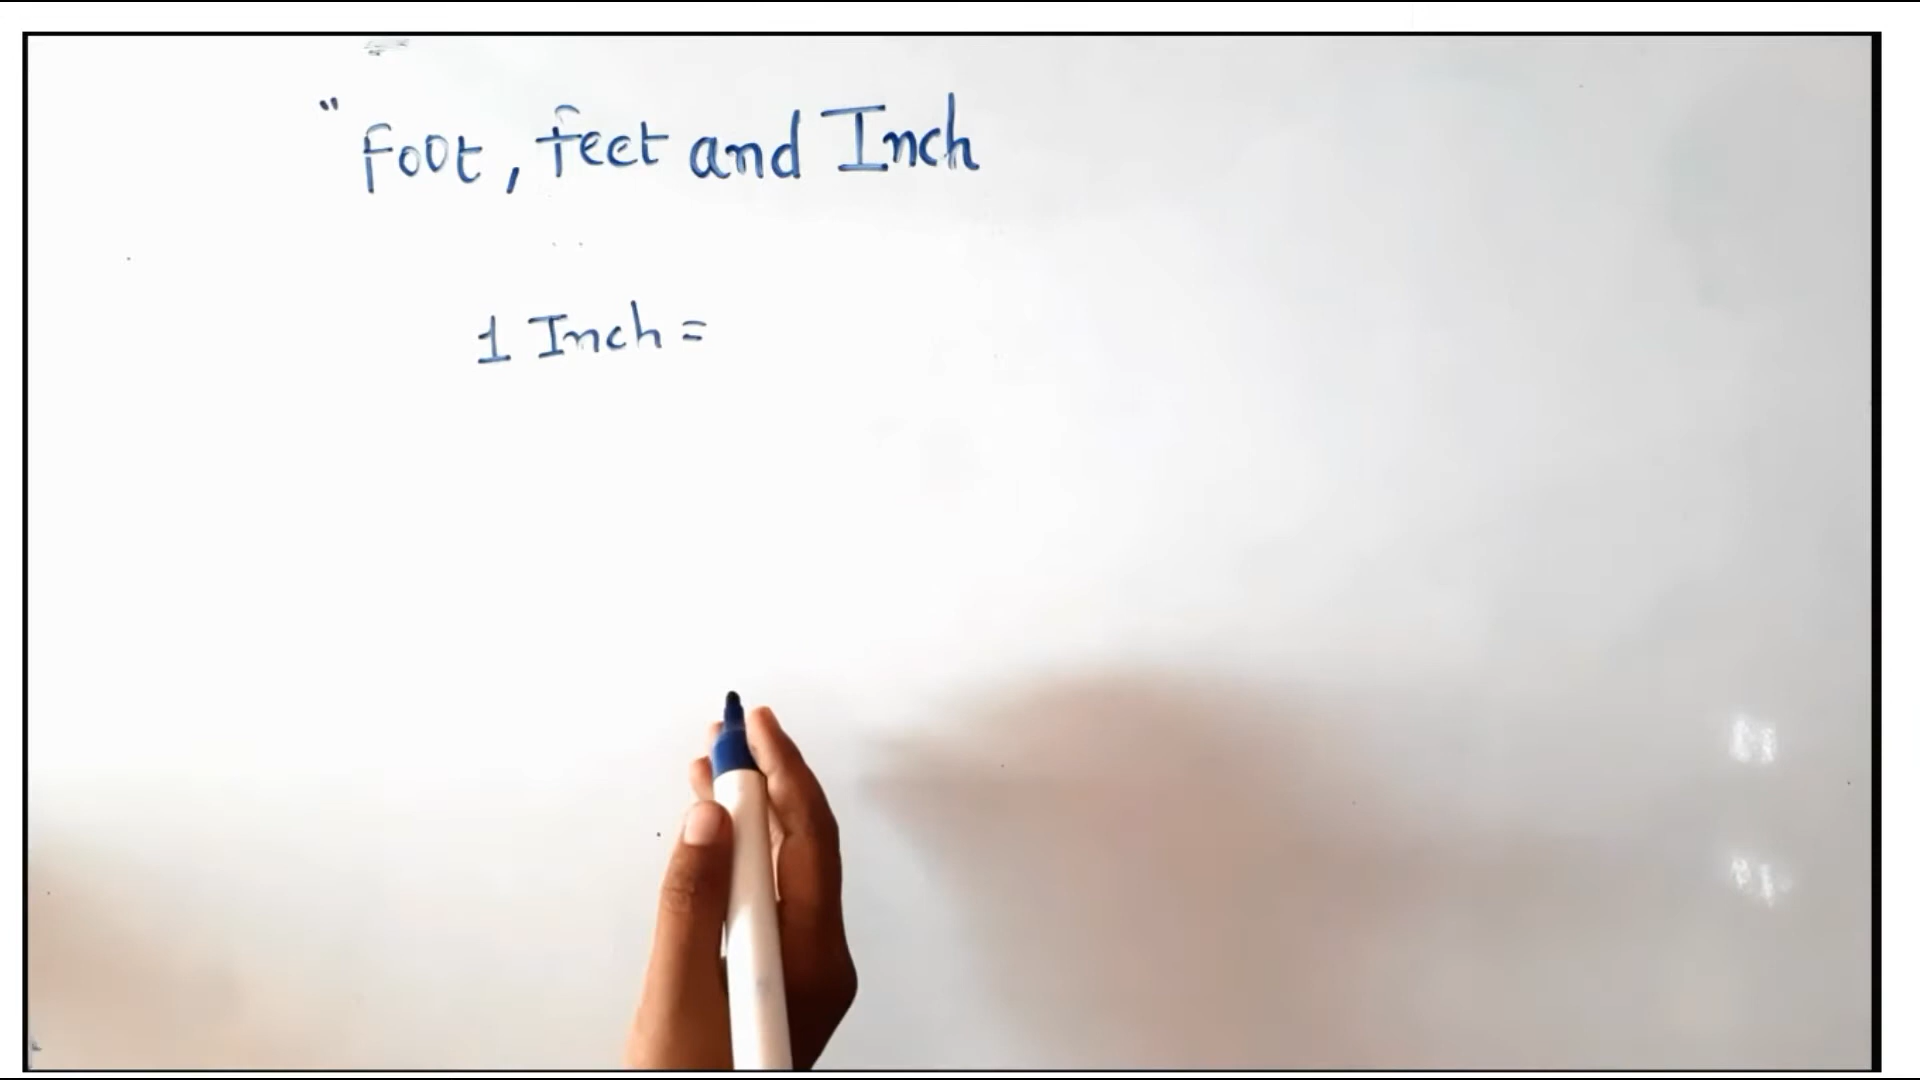 " Foot, feet and Inch
1 Inch =